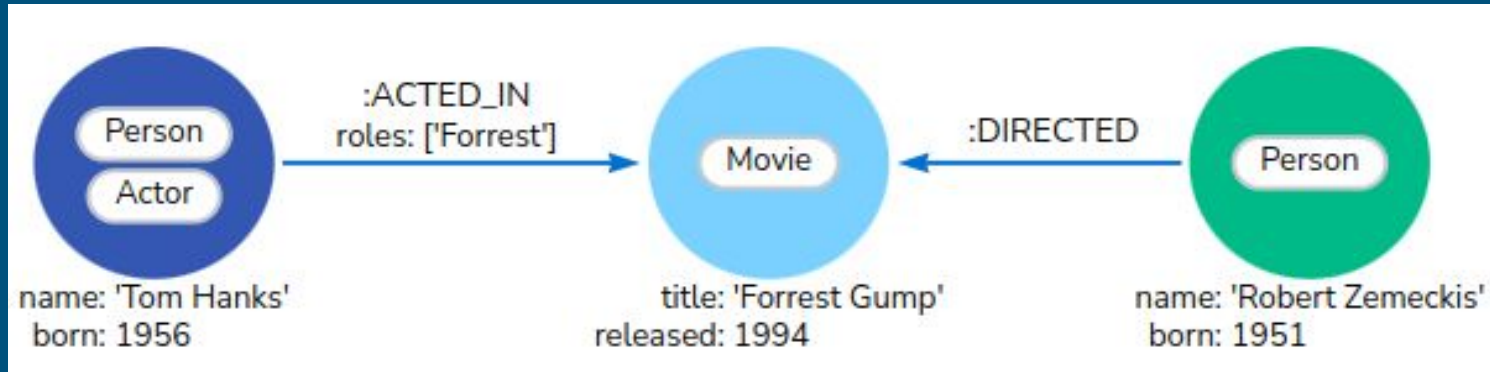 Person
Actor
name: 'Tom Hanks'
born: 1956
:ACTED_IN
roles: ['Forrest']
Movie
title: 'Forrest Gump'
released: 1994
:DIRECTED
Person
name: 'Robert Zemeckis'
born: 1951